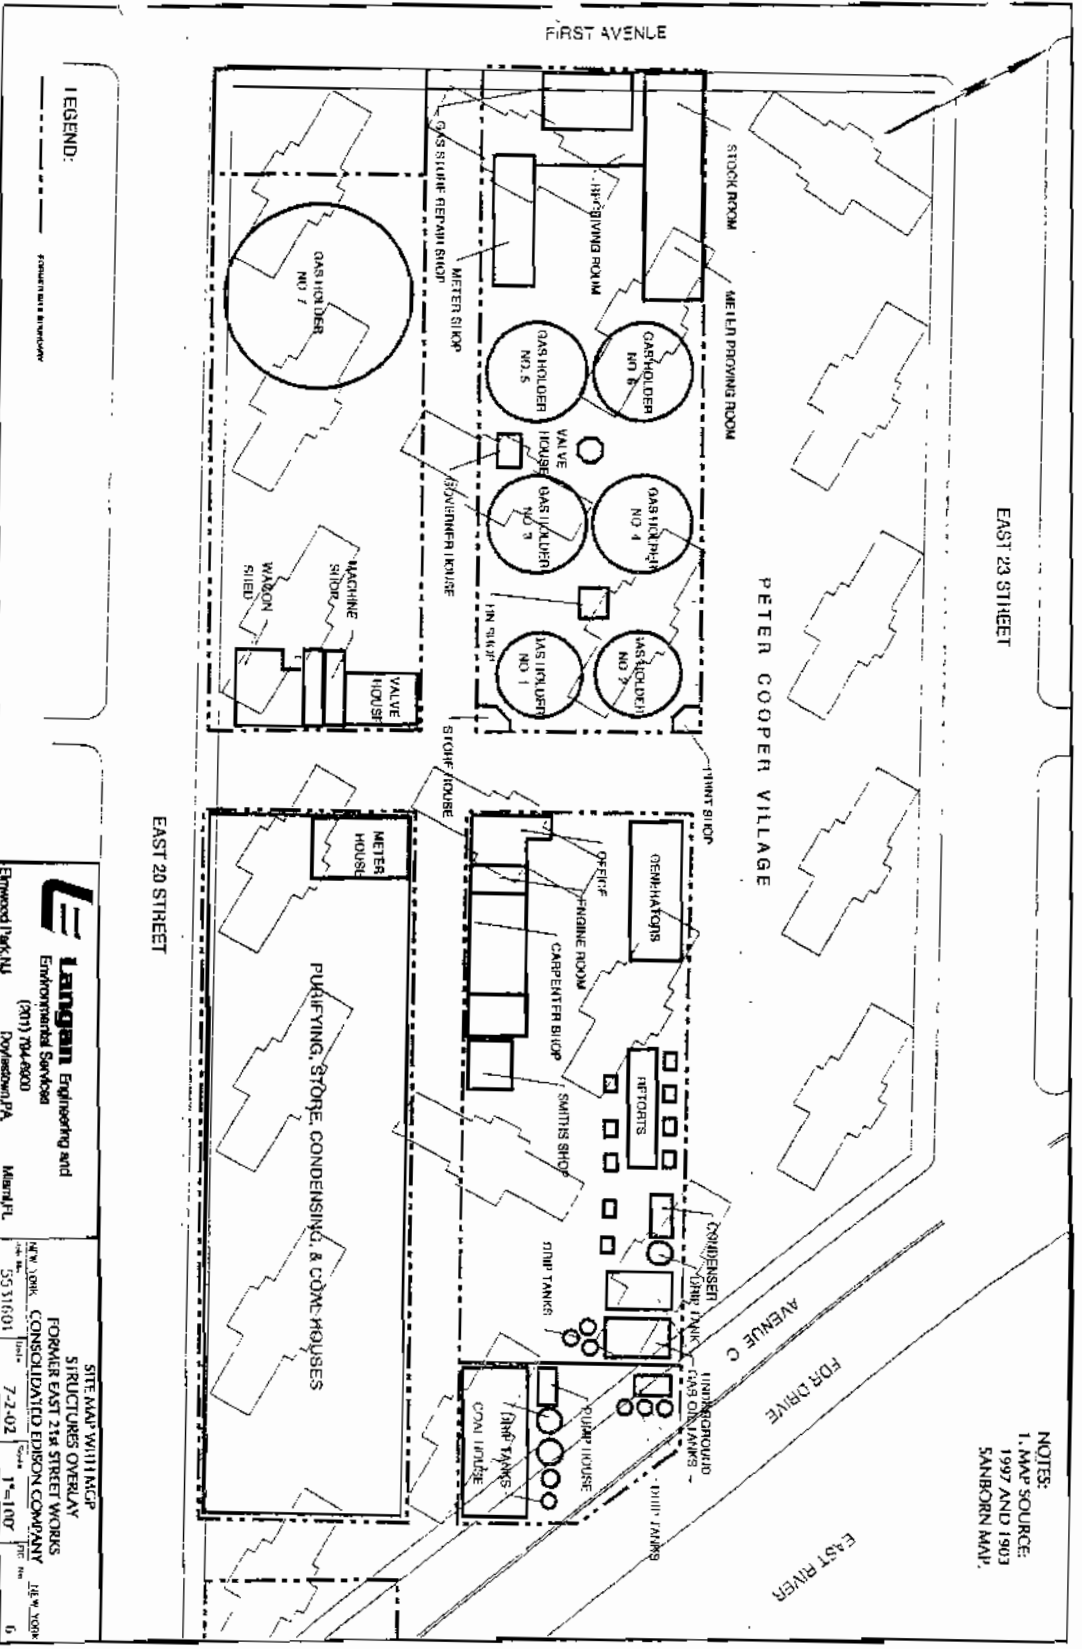 FIRST AVENUE
LEGEND:
STOCK ROOM
GAS STORE REPAIR SHOP
RECEIVING ROOM
METER SHOP
METER PROVING ROOM
GAS HOLDER
NO. 7
GAS HOLDER
NO. 5
GAS HOLDER
NO. 6
VALVE
HOUSE
GOVERNER HOUSE
GAS HOLDER
NO. 3
GAS HOLDER
NO. 4
EAST 23 STREET
WAGON
SHED
MACHINE
SHOP
VALVE
HOUSE
GAS HOLDER
NO. 1
GAS HOLDER
NO. 2
PETER COOPER VILLAGE
STORE HOUSE
PRINT SHOP
METER
HOUSE
OFFICE
GENERATORS
ENGINE ROOM
CARPENTER SHOP
SMITHS SHOP
RETORTS
EAST 20 STREET
PURIFYING, STORE, CONDENSING, & COAL HOUSES
CONDENSER
DRIP TANK
DRIP TANKS
UNDERGROUND
GAS OIL TANKS
PUMP HOUSE
DRIP TANKS
COAL HOUSE
DRIP TANKS
AVENUE C
FDR DRIVE
EAST RIVER
NOTES:
1. MAP SOURCE:
1997 AND 1903
SANBORN MAP.
Langan Engineering and
Environmental Services
(201) 794-6900
Elmwood Park, NJ Doylestown, PA Miami, FL
SITE MAP WITH MGP
STRUCTURES OVERLAY
FORMER EAST 21st STREET WORKS
CONSOLIDATED EDISON COMPANY
NEW YORK NEW YORK
5531601 Date 7-2-02 Scale 1"=100' 6